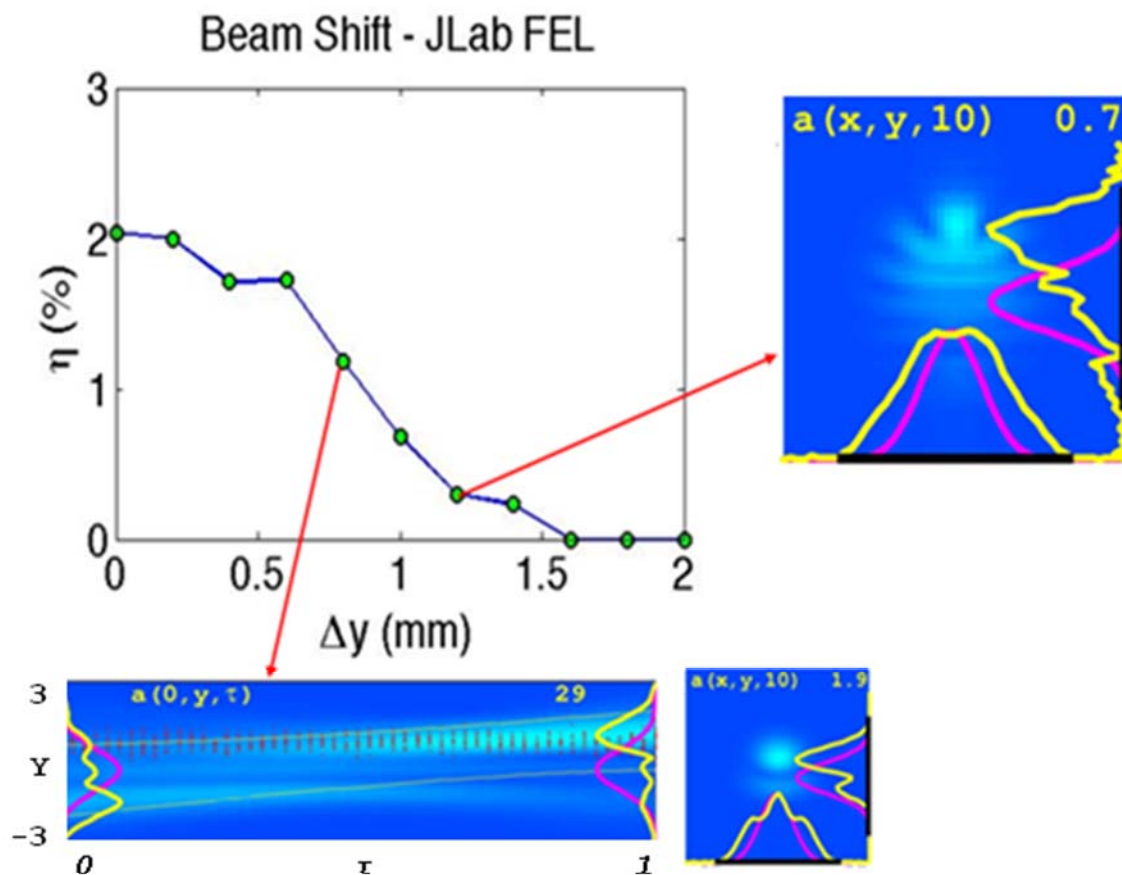 Beam Shift - JLab FEL
3
2
1
0
η (%)
0 0.5 1 1.5 2
Δy (mm)
a(x,y,10) 0.7
3
Y
-3
a(0,y,τ) 29
0 τ 1
a(x,y,10) 1.9